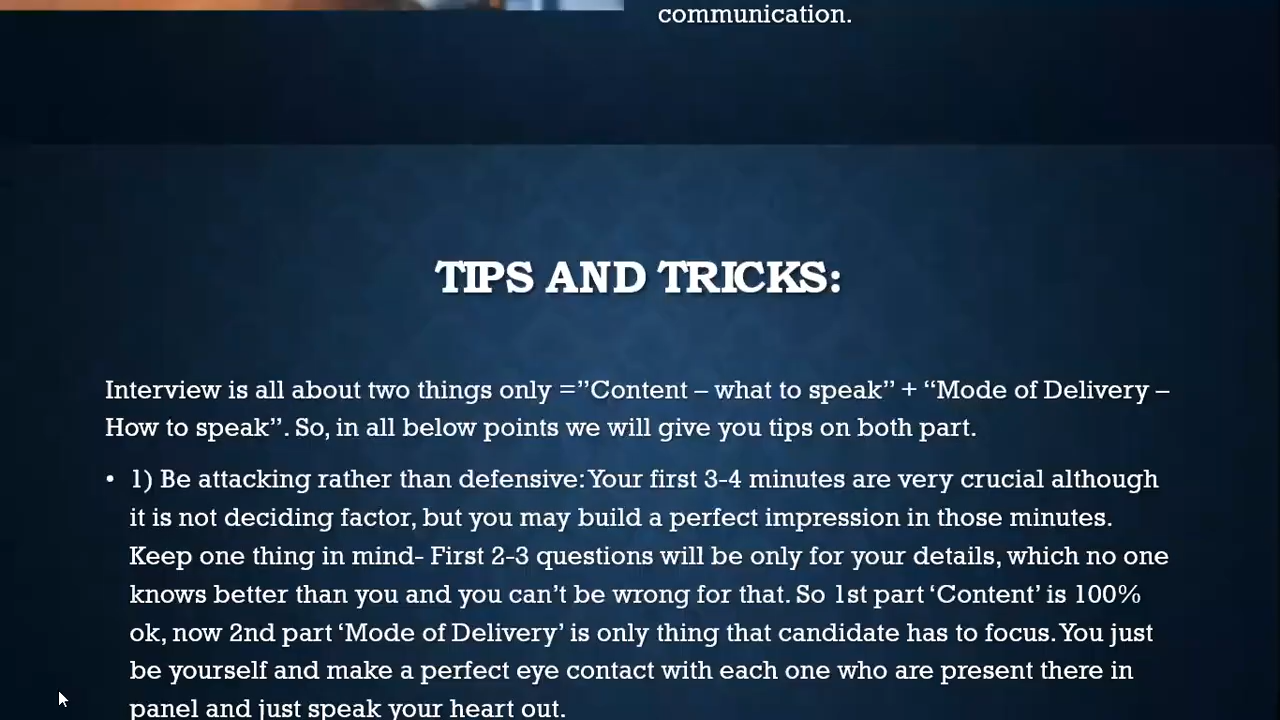 communication.
TIPS AND TRICKS:
Interview is all about two things only =”Content – what to speak” + “Mode of Delivery –
How to speak”. So, in all below points we will give you tips on both part.
• 1) Be attacking rather than defensive: Your first 3-4 minutes are very crucial although
it is not deciding factor, but you may build a perfect impression in those minutes.
Keep one thing in mind- First 2-3 questions will be only for your details, which no one
knows better than you and you can’t be wrong for that. So 1st part ‘Content’ is 100%
ok, now 2nd part ‘Mode of Delivery’ is only thing that candidate has to focus. You just
be yourself and make a perfect eye contact with each one who are present there in
panel and just speak your heart out.